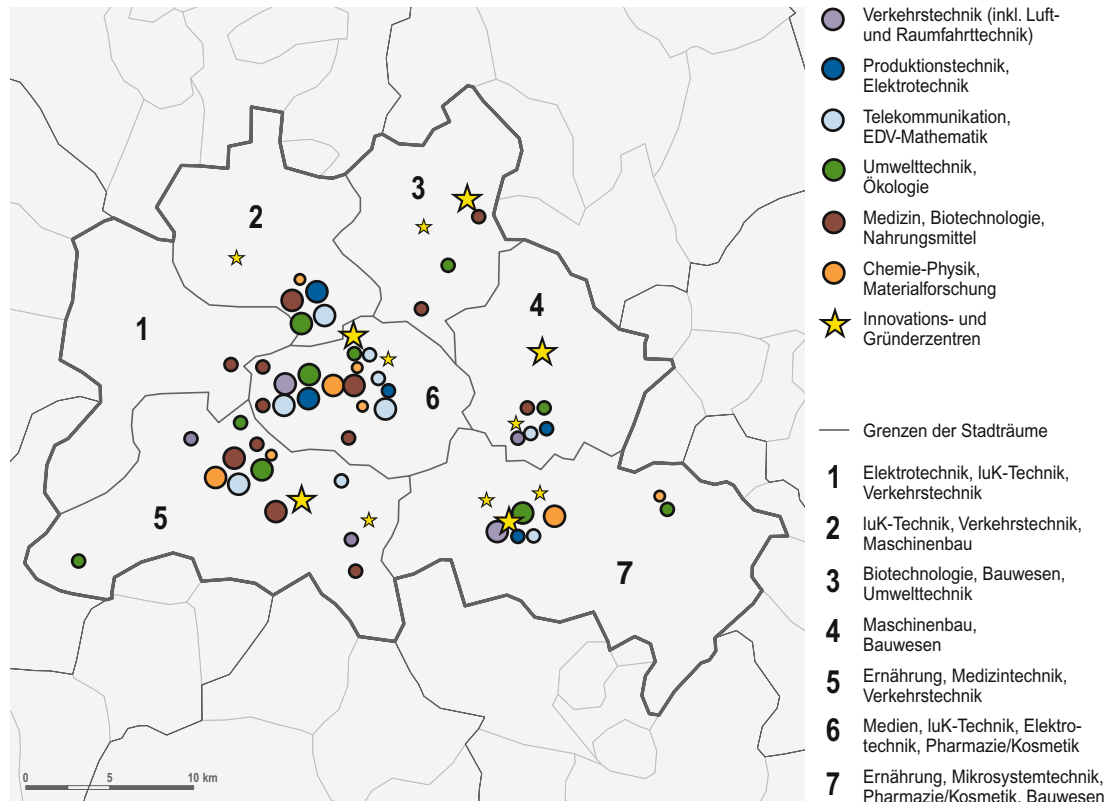 Verkehrstechnik (inkl. Luft-
und Raumfahrttechnik)
Produktionstechnik,
Elektrotechnik
Telekommunikation,
EDV-Mathematik
Umwelttechnik,
Ökologie
Medizin, Biotechnologie,
Nahrungsmittel
Chemie-Physik,
Materialforschung
Innovations- und
Gründerzentren
Grenzen der Stadträume
1 Elektrotechnik, IuK-Technik,
Verkehrstechnik
2 IuK-Technik, Verkehrstechnik,
Maschinenbau
3 Biotechnologie, Bauwesen,
Umwelttechnik
4 Maschinenbau,
Bauwesen
5 Ernährung, Medizintechnik,
Verkehrstechnik
6 Medien, IuK-Technik, Elektro-
technik, Pharmazie/Kosmetik
7 Ernährung, Mikrosystemtechnik,
Pharmazie/Kosmetik, Bauwesen
3
2
4
1
6
5
7
0 5 10 km